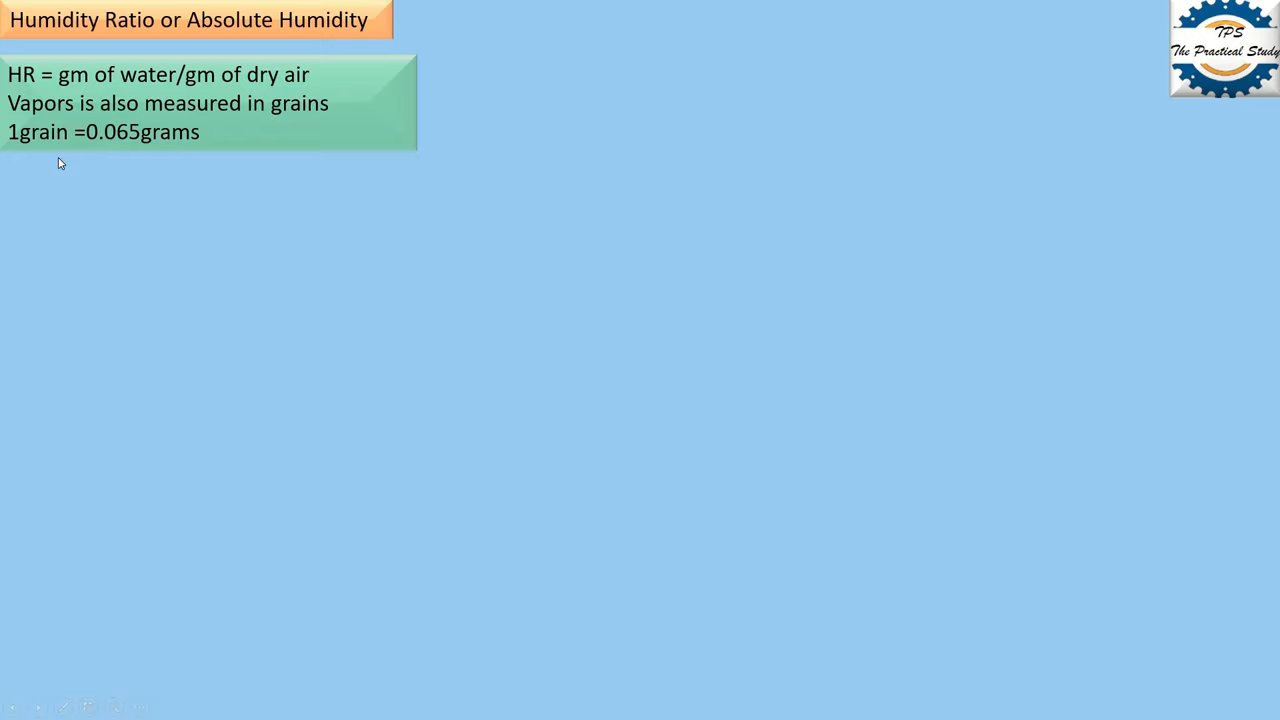 Humidity Ratio or Absolute Humidity
TPS
The Practical Study
HR = gm of water/gm of dry air
Vapors is also measured in grains
1grain =0.065grams